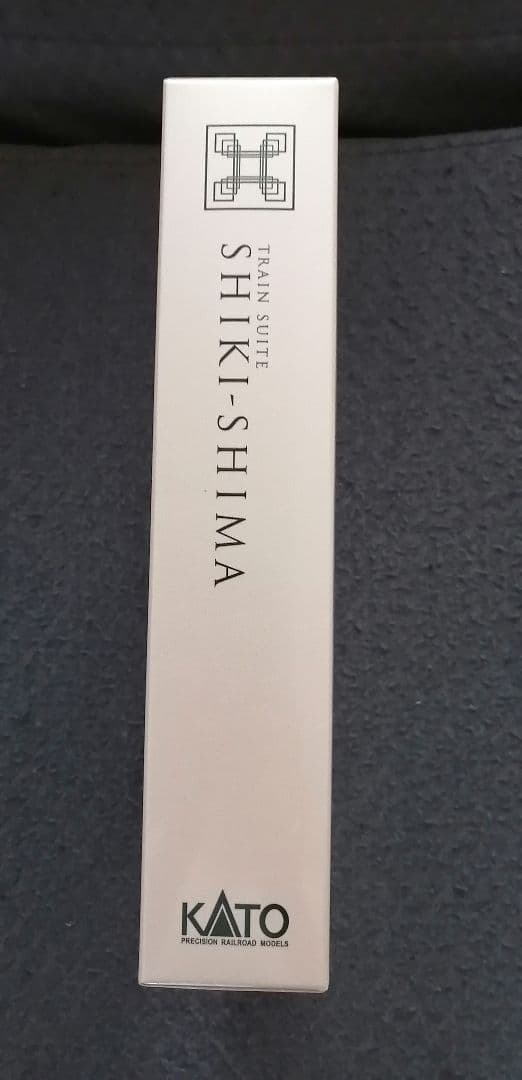 TRAIN SUITE
SHIKI-SHIMA
KATO
PRECISION RAILROAD MODELS